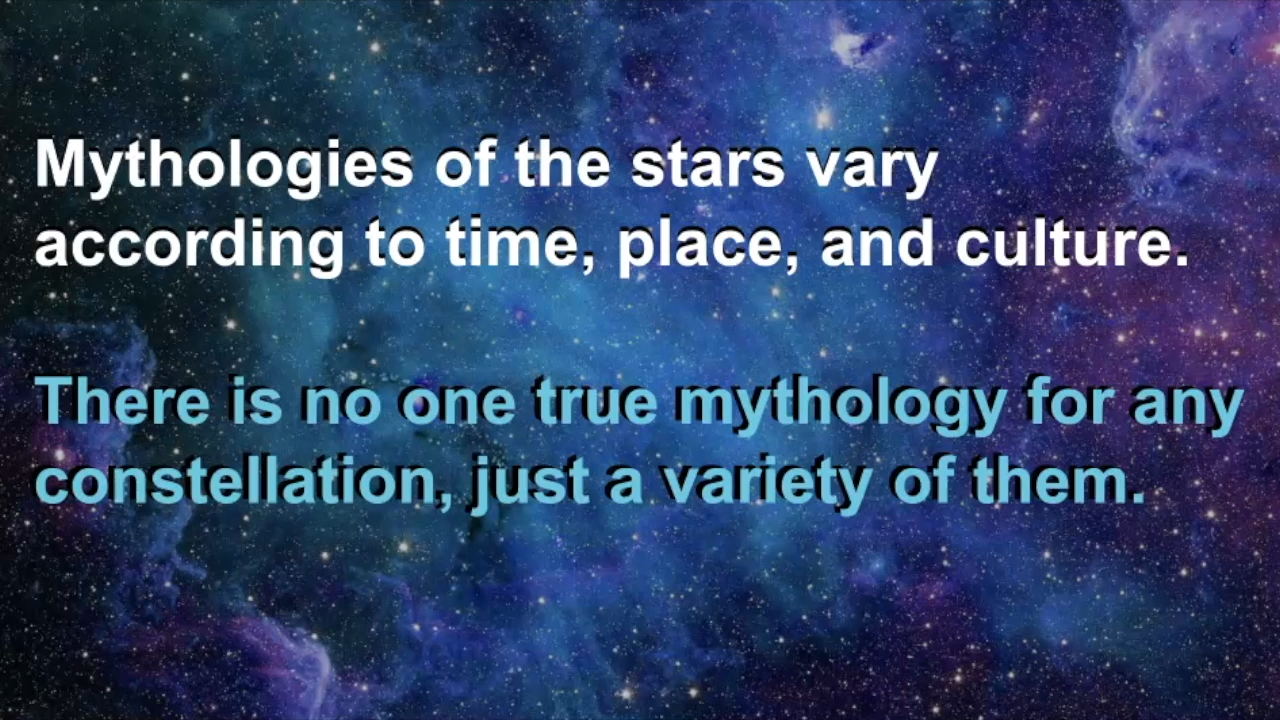 Mythologies of the stars vary
according to time, place, and culture.
There is no one true mythology for any
constellation, just a variety of them.